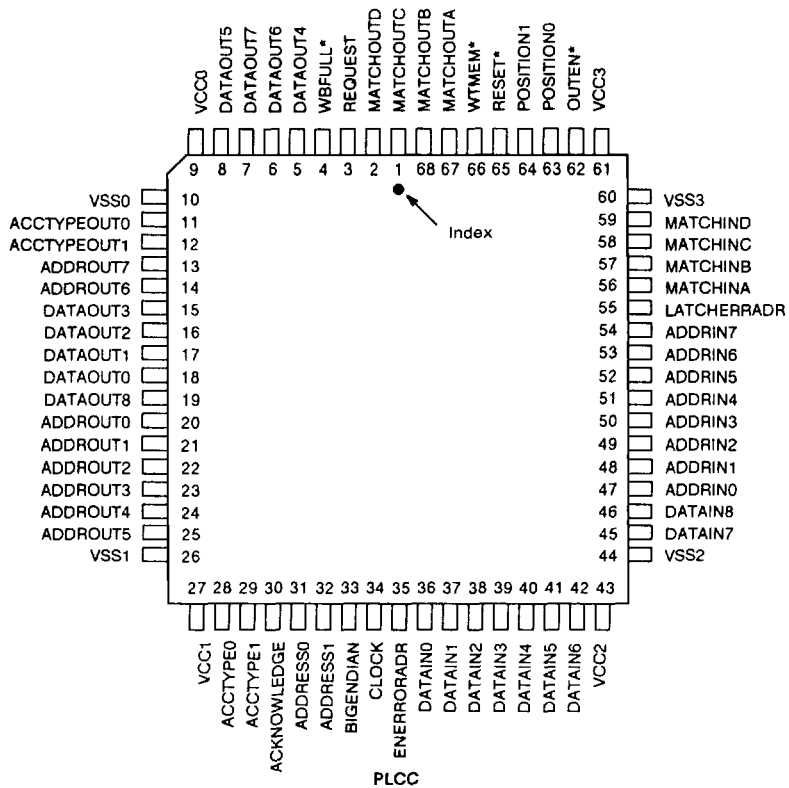 VCC0
DATAOUT5
DATAOUT7
DATAOUT6
DATAOUT4
WBFULL*
REQUEST
MATCHOUTD
MATCHOUTC
MATCHOUTB
MATCHOUTA
WTMEM*
RESET*
POSITION1
POSITION0
OUTEN*
VCC3
9 8 7 6 5 4 3 2 1 68 67 66 65 64 63 62 61
Index
VSS0 10
ACCTYPEOUT0 11
ACCTYPEOUT1 12
ADDROUT7 13
ADDROUT6 14
DATAOUT3 15
DATAOUT2 16
DATAOUT1 17
DATAOUT0 18
DATAOUT8 19
ADDROUT0 20
ADDROUT1 21
ADDROUT2 22
ADDROUT3 23
ADDROUT4 24
ADDROUT5 25
VSS1 26
60 VSS3
59 MATCHIND
58 MATCHINC
57 MATCHINB
56 MATCHINA
55 LATCHERRADR
54 ADDRIN7
53 ADDRIN6
52 ADDRIN5
51 ADDRIN4
50 ADDRIN3
49 ADDRIN2
48 ADDRIN1
47 ADDRIN0
46 DATAIN8
45 DATAIN7
44 VSS2
27 28 29 30 31 32 33 34 35 36 37 38 39 40 41 42 43
VCC1
ACCTYPE0
ACCTYPE1
ACKNOWLEDGE
ADDRESS0
ADDRESS1
BIGENDIAN
CLOCK
ENERRORADR
DATAIN0
DATAIN1
DATAIN2
DATAIN3
DATAIN4
DATAIN5
DATAIN6
VCC2
PLCC